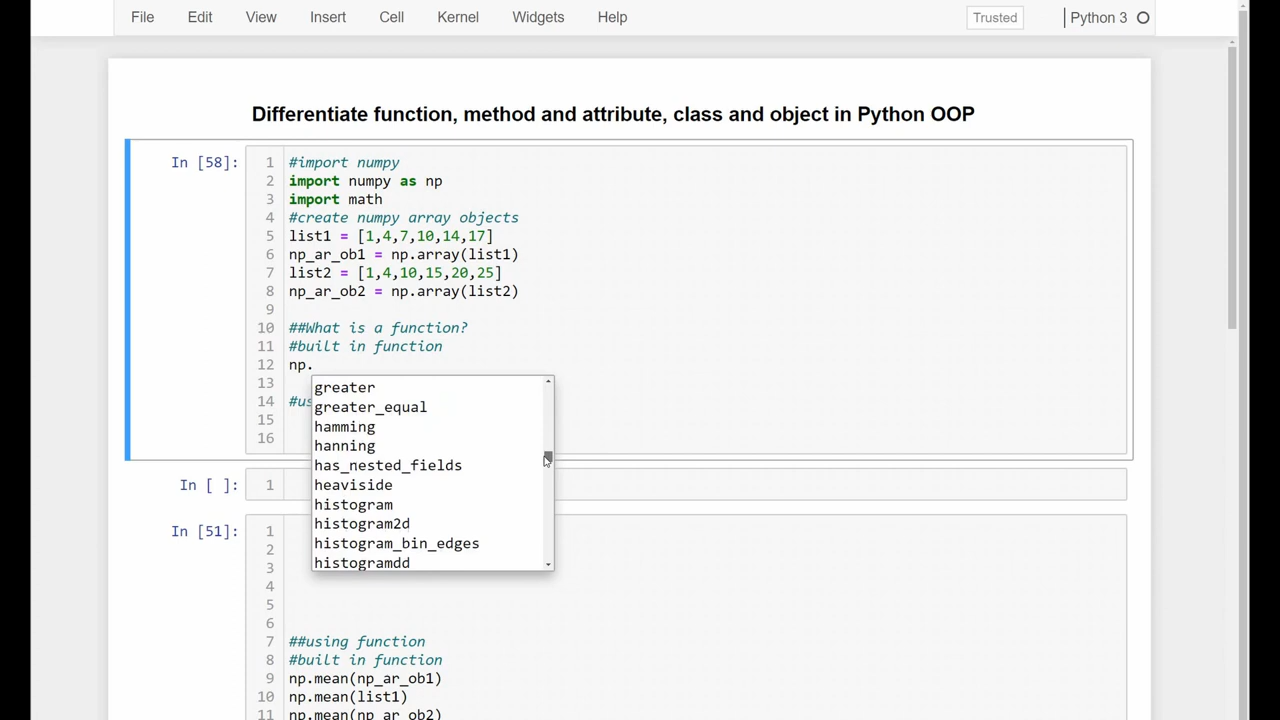 File Edit View Insert Cell Kernel Widgets Help Trusted Python 3
Differentiate function, method and attribute, class and object in Python OOP
In [58]:
1 #import numpy
2 import numpy as np
3 import math
4 #create numpy array objects
5 list1 = [1,4,7,10,14,17]
6 np_ar_ob1 = np.array(list1)
7 list2 = [1,4,10,15,20,25]
8 np_ar_ob2 = np.array(list2)
9
10 ##What is a function?
11 #built in function
12 np.
13
14 #us
15
16
greater
greater_equal
hamming
hanning
has_nested_fields
heaviside
histogram
histogram2d
histogram_bin_edges
histogramdd
In [ ]: 1
In [51]: 1
2
3
4
5
6
7 ##using function
8 #built in function
9 np.mean(np_ar_ob1)
10 np.mean(list1)
11 np.mean(np_ar_ob2)